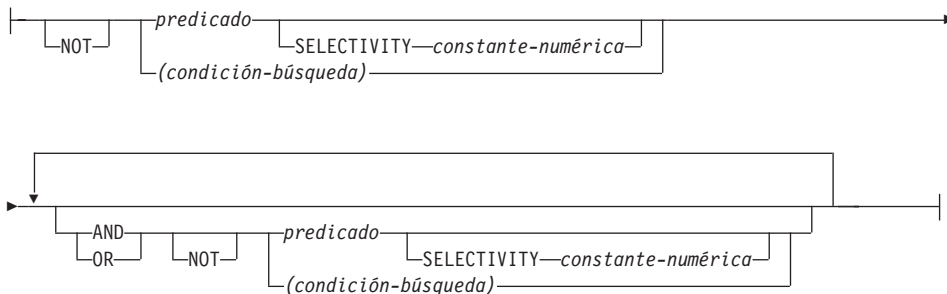 predicado
NOT SELECTIVITY constante-numérica
(condición-búsqueda)
AND predicado
OR NOT SELECTIVITY constante-numérica
(condición-búsqueda)